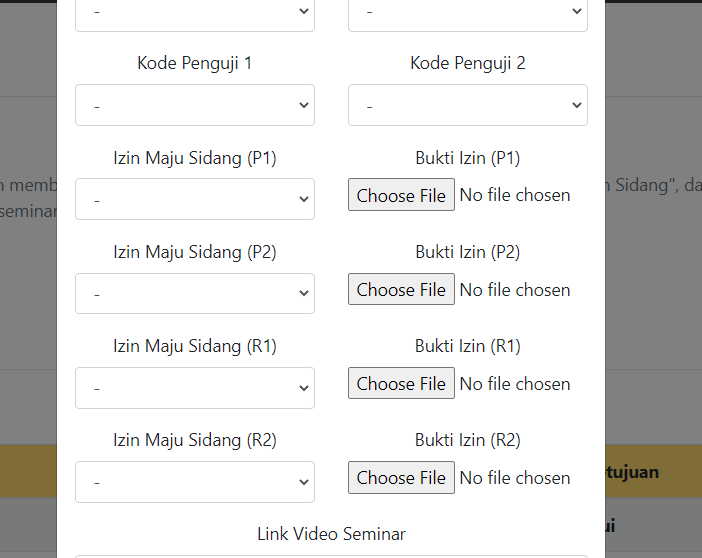 -
-
Kode Penguji 1
Kode Penguji 2
-
-
Izin Maju Sidang (P1)
Bukti Izin (P1)
-
Choose File No file chosen
Izin Maju Sidang (P2)
Bukti Izin (P2)
-
Choose File No file chosen
Izin Maju Sidang (R1)
Bukti Izin (R1)
-
Choose File No file chosen
Izin Maju Sidang (R2)
Bukti Izin (R2)
-
Choose File No file chosen
Link Video Seminar
Sidang", da
seminar